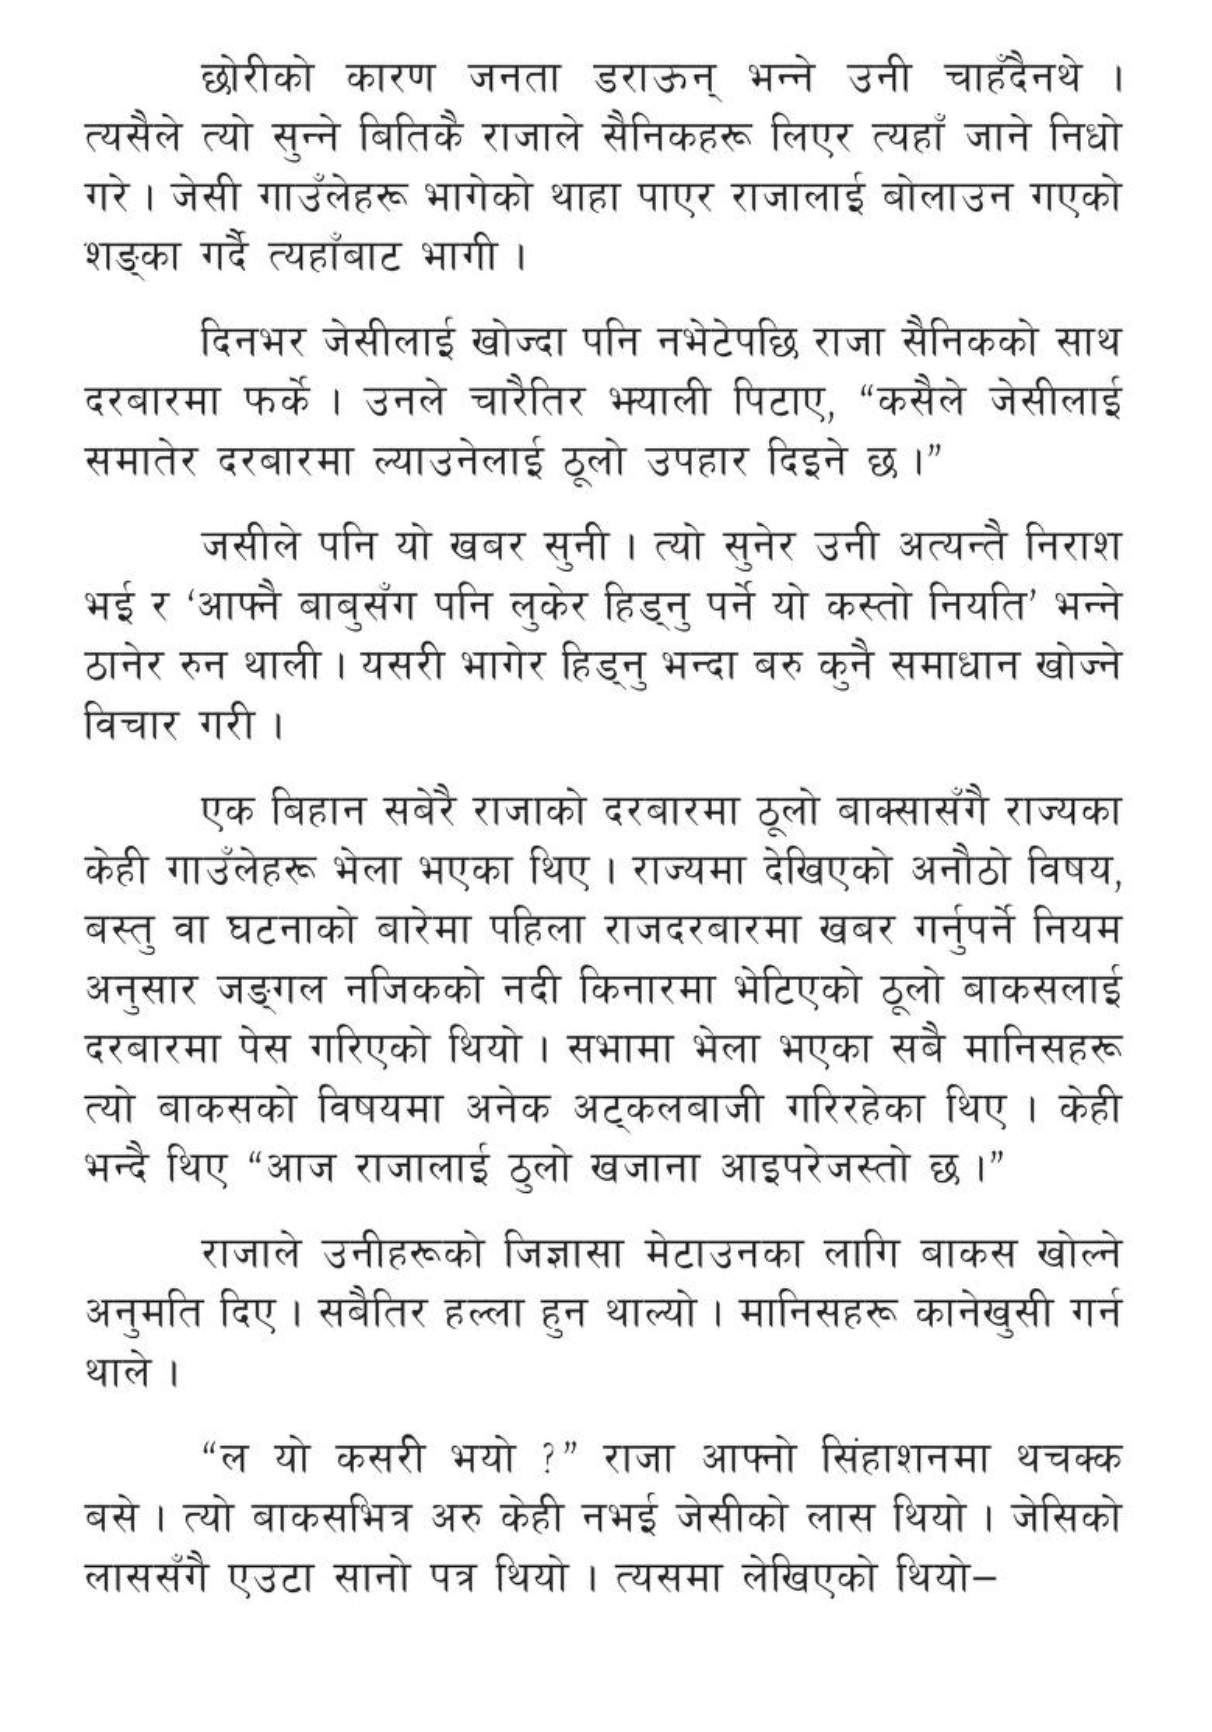 छोरीको कारण जनता डराऊन् भन्ने उनी चाहँदैनथे ।
त्यसैले त्यो सुन्ने बितिकै राजाले सैनिकहरू लिएर त्यहाँ जाने निधो
गरे । जेसी गाउँलेहरू भागेको थाहा पाएर राजालाई बोलाउन गएको
शङ्का गर्दै त्यहाँबाट भागी ।
दिनभर जेसीलाई खोज्दा पनि नभेटेपछि राजा सैनिकको साथ
दरबारमा फर्के । उनले चारैतिर भ्याली पिटाए, “कसैले जेसीलाई
समातेर दरबारमा ल्याउनेलाई ठूलो उपहार दिइने छ ।”
जसीले पनि यो खबर सुनी । त्यो सुनेर उनी अत्यन्तै निराश
भई र ‘आफ्नै बाबुसँग पनि लुकेर हिड्नु पर्ने यो कस्तो नियति’ भन्ने
ठानेर रुन थाली । यसरी भागेर हिड्नु भन्दा बरु कुनै समाधान खोज्ने
विचार गरी ।
एक बिहान सबेरै राजाको दरबारमा ठूलो बाक्सासँगै राज्यका
केही गाउँलेहरू भेला भएका थिए । राज्यमा देखिएको अनौठो विषय,
बस्तु वा घटनाको बारेमा पहिला राजदरबारमा खबर गर्नुपर्ने नियम
अनुसार जङ्गल नजिकको नदी किनारमा भेटिएको ठूलो बाकसलाई
दरबारमा पेस गरिएको थियो । सभामा भेला भएका सबै मानिसहरू
त्यो बाकसको विषयमा अनेक अट्कलबाजी गरिरहेका थिए । केही
भन्दै थिए “आज राजालाई ठुलो खजाना आइपरेजस्तो छ ।”
राजाले उनीहरूको जिज्ञासा मेटाउनका लागि बाकस खोल्ने
अनुमति दिए । सबैतिर हल्ला हुन थाल्यो । मानिसहरू कानेखुसी गर्न
थाले ।
“ल यो कसरी भयो ?” राजा आफ्नो सिंहाशनमा थचक्क
बसे । त्यो बाकसभित्र अरु केही नभई जेसीको लास थियो । जेसिको
लाससँगै एउटा सानो पत्र थियो । त्यसमा लेखिएको थियो–